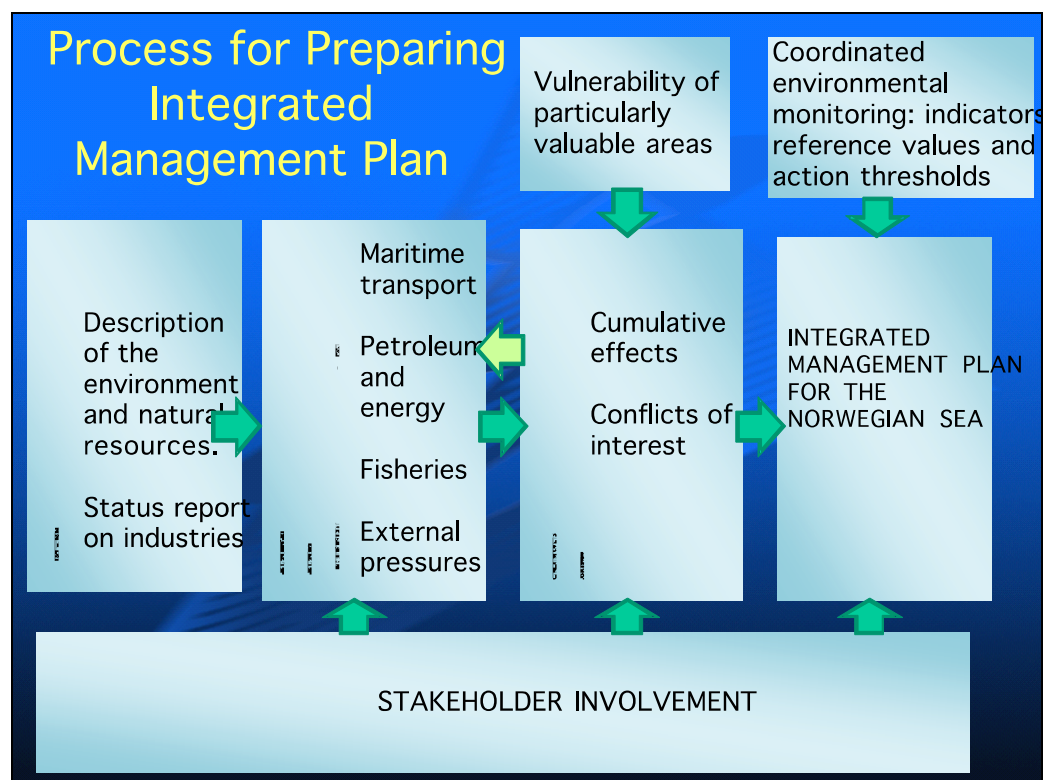 Process for Preparing
Integrated
Management Plan
Vulnerability of
particularly
valuable areas
Coordinated
environmental
monitoring: indicators
reference values and
action thresholds
Description
of the
environment
and natural
resources.
Status report
on industries
Maritime
transport
Petroleum
and
energy
Fisheries
External
pressures
Cumulative
effects
Conflicts of
interest
INTEGRATED
MANAGEMENT PLAN
FOR THE
NORWEGIAN SEA
STAKEHOLDER INVOLVEMENT